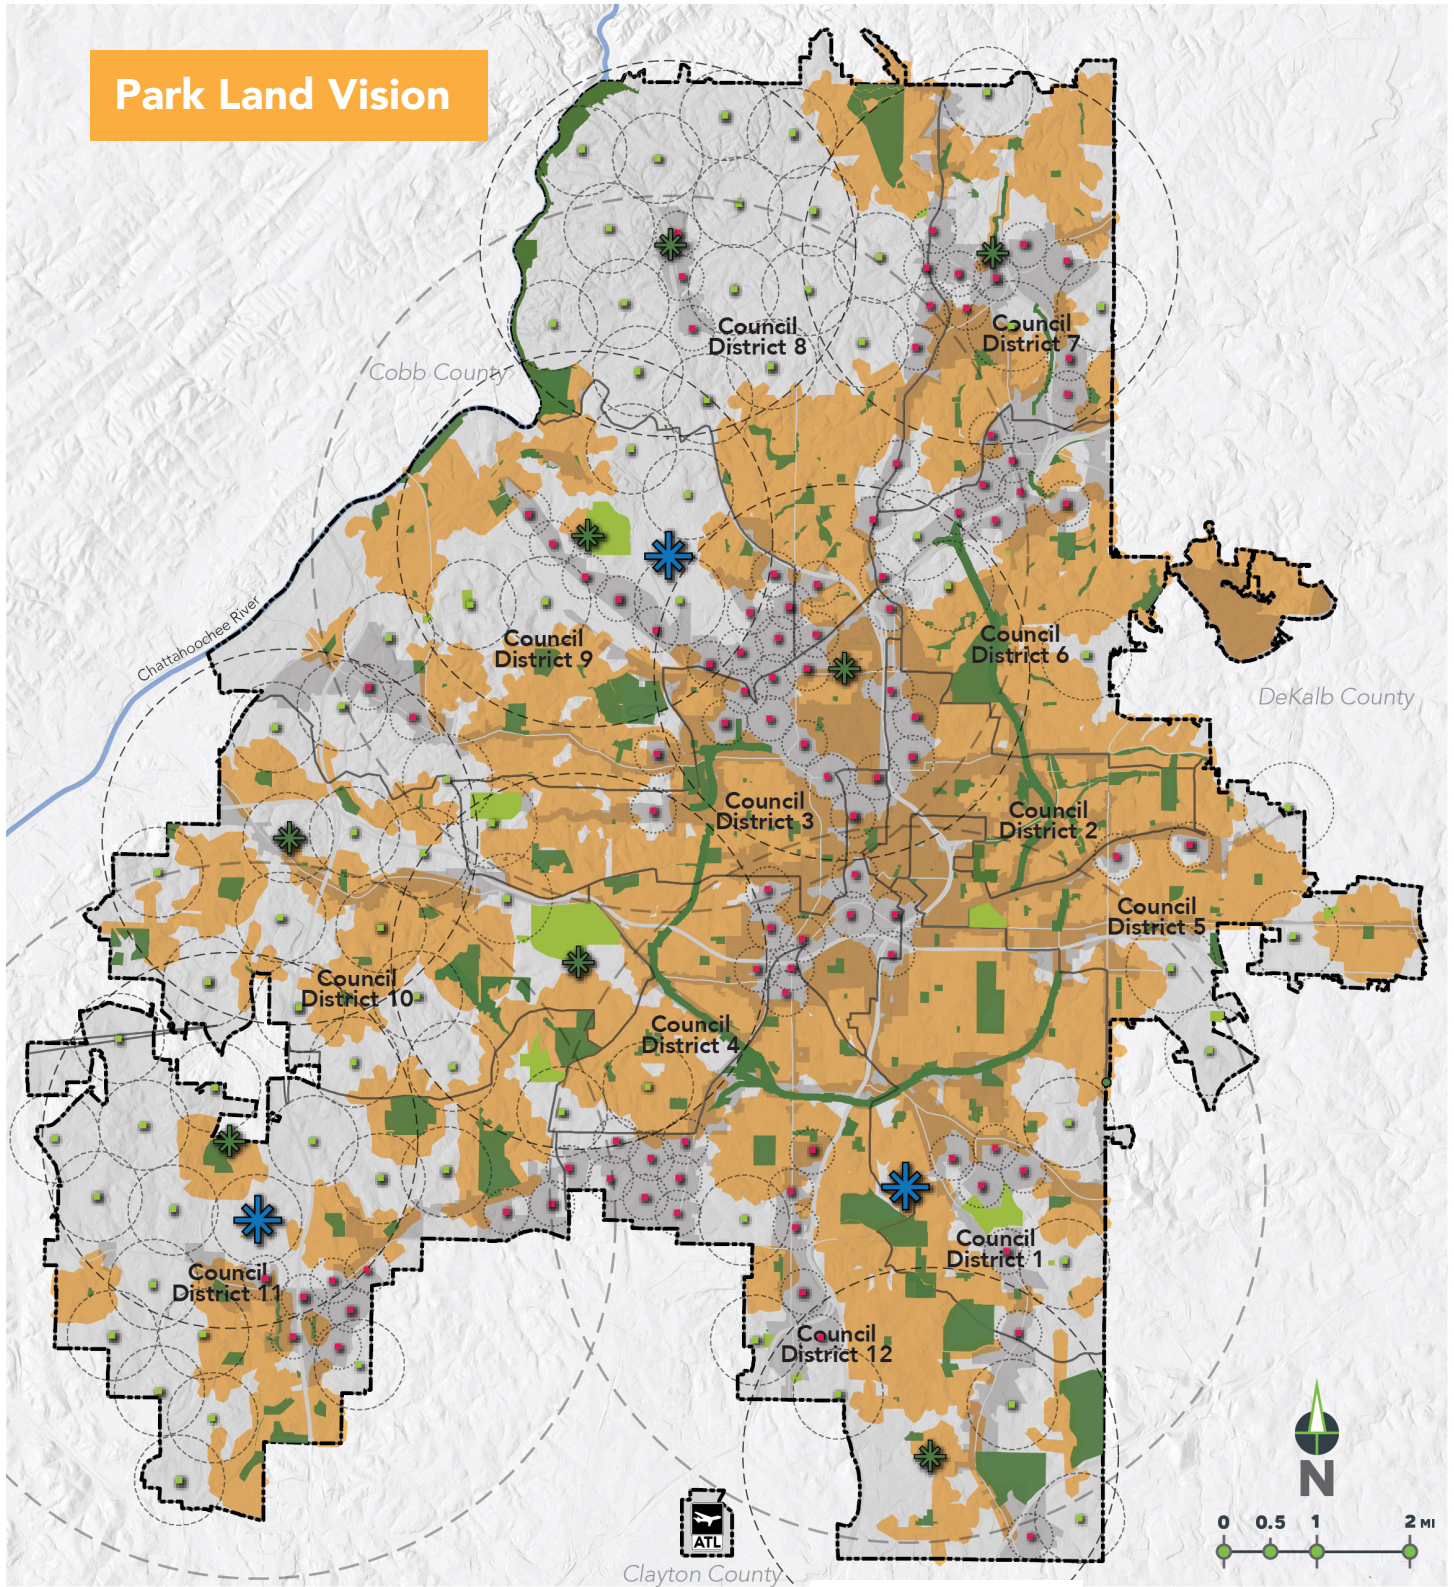 Park Land Vision
Council
District 8
Council
District 7
Cobb County
Chattahoochee River
Council
District 9
Council
District 6
DeKalb County
Council
District 3
Council
District 2
Council
District 5
Council
District 10
Council
District 4
Council
District 1
Council
District 11
Council
District 12
N
0 0.5 1 2 MI
ATL
Clayton County